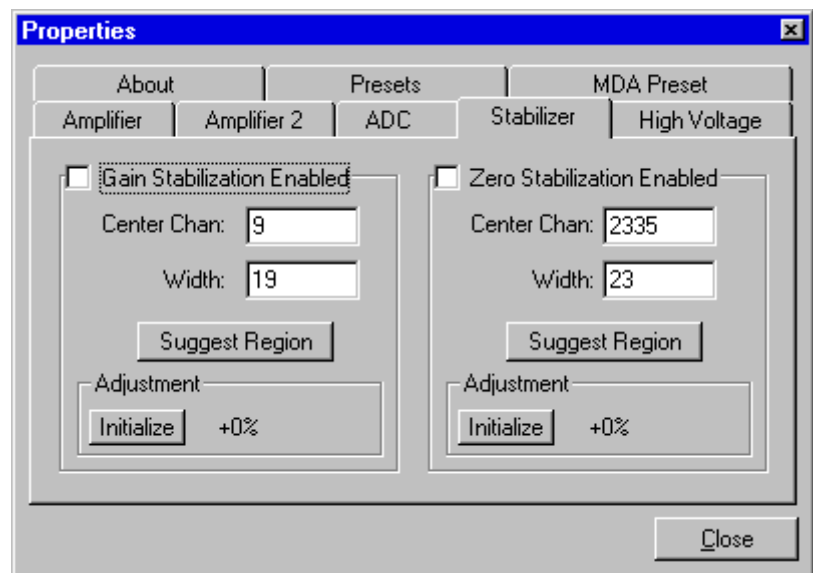 Properties
About Presets MDA Preset
Amplifier Amplifier 2 ADC Stabilizer High Voltage
Gain Stabilization Enabled
Center Chan: 9
Width: 19
Suggest Region
Adjustment
Initialize +0%
Zero Stabilization Enabled
Center Chan: 2335
Width: 23
Suggest Region
Adjustment
Initialize +0%
Close